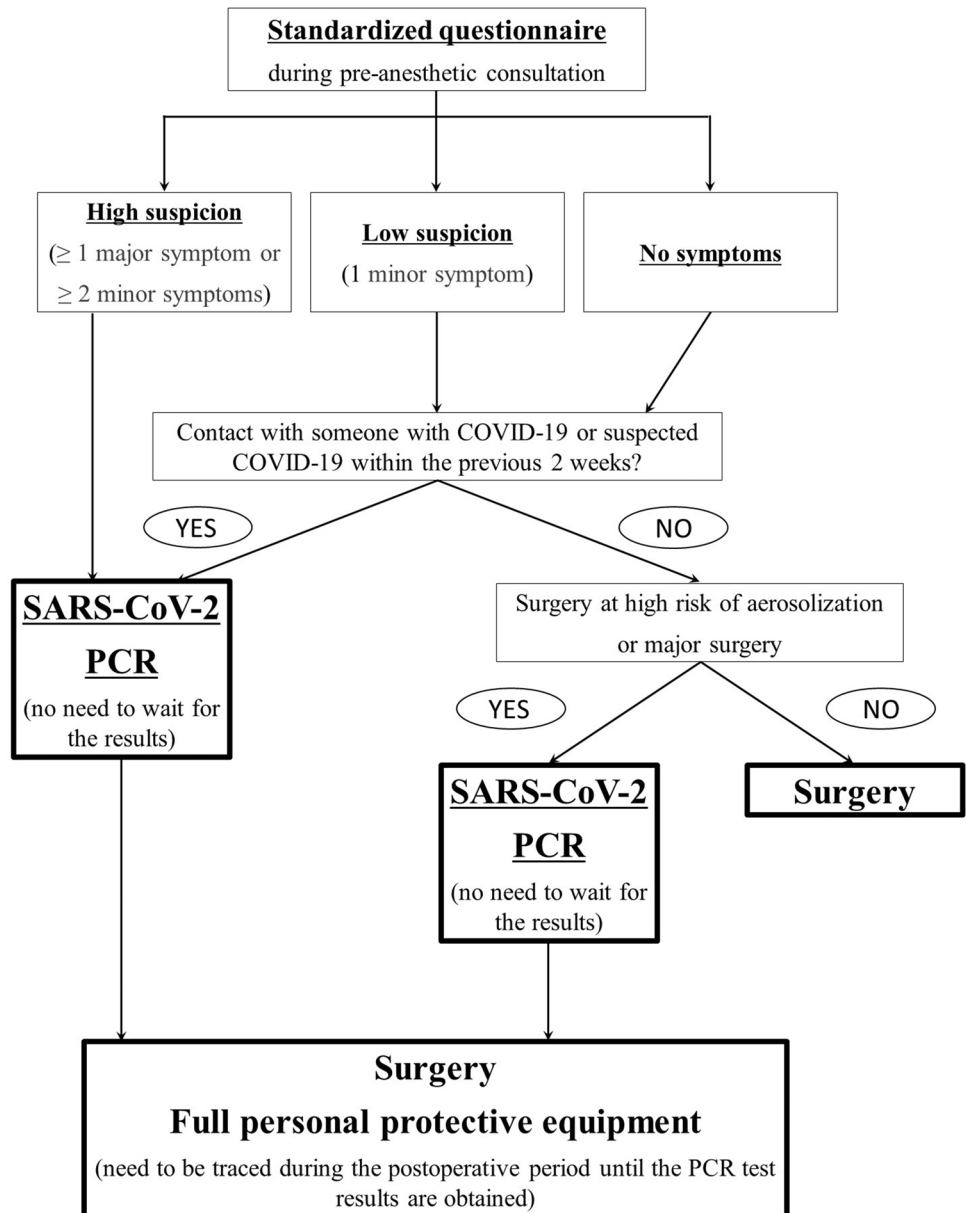 Standardized questionnaire
during pre-anesthetic consultation
High suspicion
(≥ 1 major symptom or
≥ 2 minor symptoms)
Low suspicion
(1 minor symptom)
No symptoms
Contact with someone with COVID-19 or suspected
COVID-19 within the previous 2 weeks?
YES
NO
SARS-CoV-2
PCR
(no need to wait for
the results)
Surgery at high risk of aerosolization
or major surgery
YES
NO
SARS-CoV-2
PCR
(no need to wait for
the results)
Surgery
Surgery
Full personal protective equipment
(need to be traced during the postoperative period until the PCR test
results are obtained)